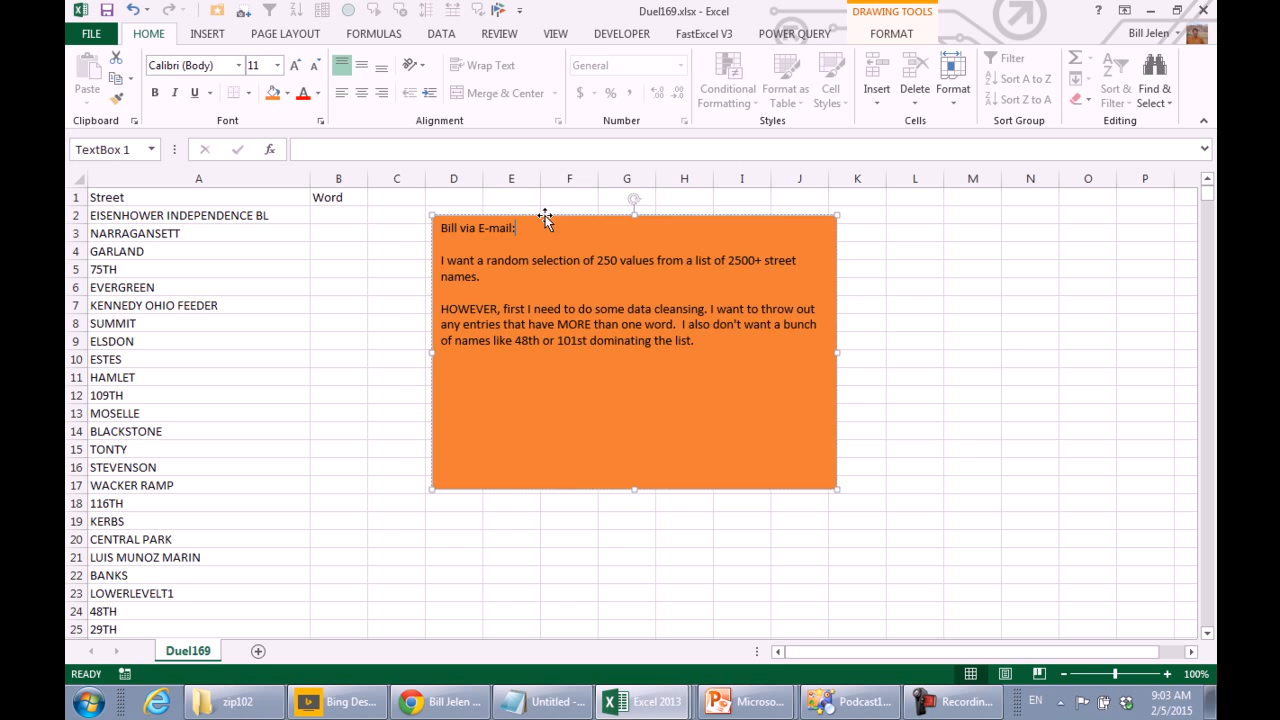 Duel169.xlsx - Excel
DRAWING TOOLS
FILE HOME INSERT PAGE LAYOUT FORMULAS DATA REVIEW VIEW DEVELOPER FastExcel V3 POWER QUERY FORMAT Bill Jelen
Calibri (Body) 11 Wrap Text General Filter
Paste Conditional Format as Cell Insert Delete Format Sort A to Z Sort & Find &
B I U A Merge & Center $ % , Formatting Table Styles Sort Z to A Filter Select
Clipboard Font Alignment Number Styles Cells Sort Group Editing
TextBox 1 fx
A B C D E F G H I J K L M N O P
1 Street Word
2 EISENHOWER INDEPENDENCE BL
3 NARRAGANSETT
4 GARLAND
5 75TH
6 EVERGREEN
7 KENNEDY OHIO FEEDER
8 SUMMIT
9 ELSDON
10 ESTES
11 HAMLET
12 109TH
13 MOSELLE
14 BLACKSTONE
15 TONTY
16 STEVENSON
17 WACKER RAMP
18 116TH
19 KERBS
20 CENTRAL PARK
21 LUIS MUNOZ MARIN
22 BANKS
23 LOWERLEVELT1
24 48TH
25 29TH
Bill via E-mail:
I want a random selection of 250 values from a list of 2500+ street
names.
HOWEVER, first I need to do some data cleansing. I want to throw out
any entries that have MORE than one word. I also don't want a bunch
of names like 48th or 101st dominating the list.
Duel169
READY 100%
zip102 Bing Des... Bill Jelen ... Untitled -... Excel 2013 Microso... Podcast1... Recordin... EN 9:03 AM
2/5/2015